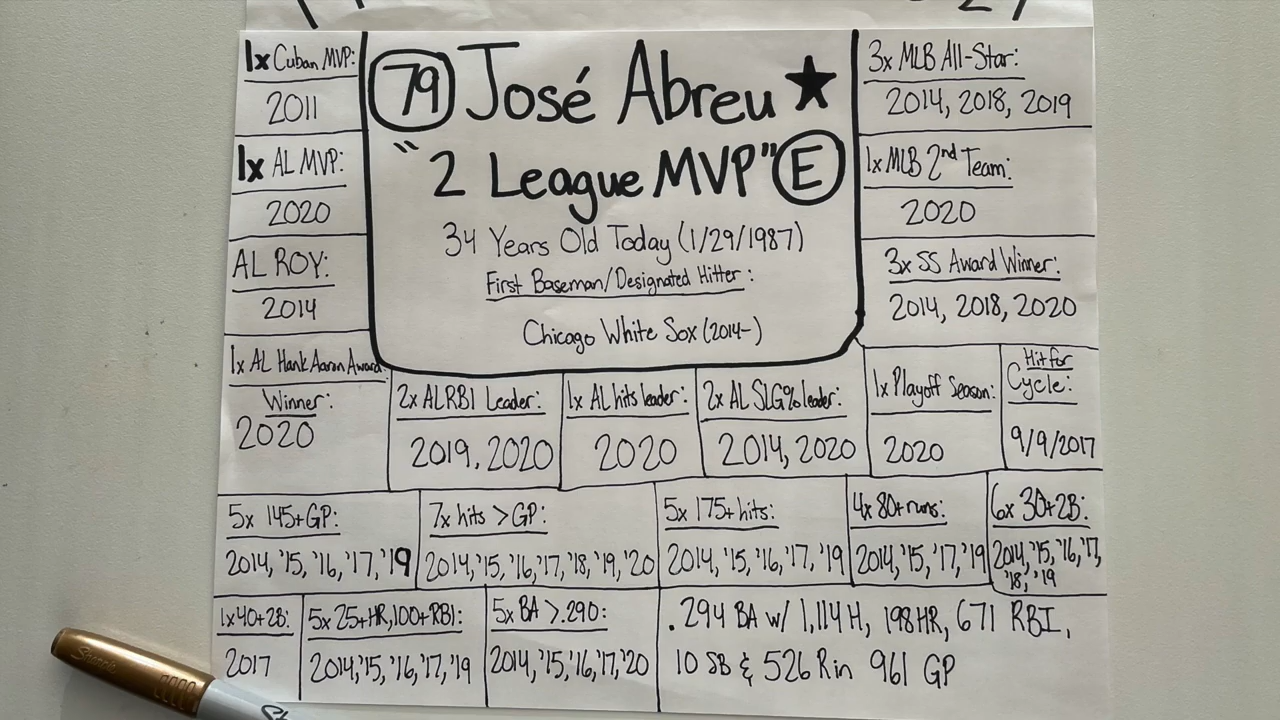 1x Cuban MVP:
2011
1x AL MVP:
2020
AL ROY:
2014
1x AL Hank Aaron Award
Winner:
2020
79 José Abreu ★
"2 League MVP" E
34 Years Old Today (1/29/1987)
First Baseman/Designated Hitter:
Chicago White Sox (2014-)
3x MLB All-Star:
2014, 2018, 2019
1x MLB 2nd Team:
2020
3x SS Award Winner:
2014, 2018, 2020
2x AL RBI Leader:
2019, 2020
1x AL hits leader:
2020
2x AL SLG% leader:
2014, 2020
1x Playoff Season:
2020
Hit for
Cycle:
9/9/2017
5x 145+GP:
2014, '15, '16, '17, '19
7x hits >GP:
2014, '15, '16, '17, '18, '19, '20
5x 175+ hits:
2014, '15, '16, '17, '19
4x 80+ runs:
2014, '15, '17, '19
6x 30+2B:
2014, '15, '16, '17,
'18, '19
1x 40+2B:
2017
5x 25+HR, 100+RBI:
2014, '15, '16, '17, '19
5x BA >.290:
2014, '15, '16, '17, '20
.294 BA w/ 1,114 H, 198 HR, 671 RBI,
10 SB & 526 R in 961 GP
Sharpie